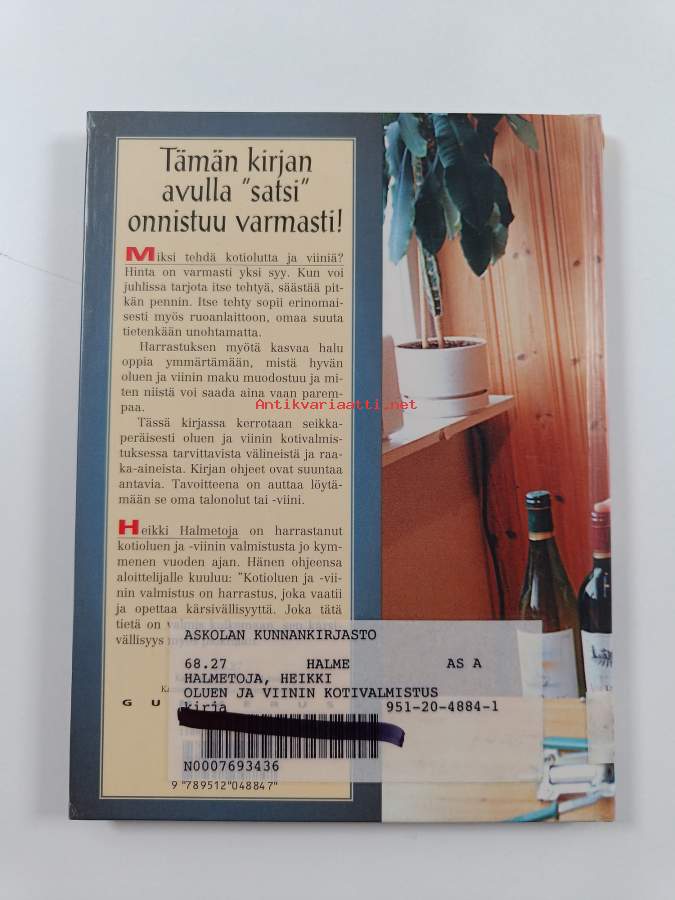 Tämän kirjan
avulla "satsi"
onnistuu varmasti!
Miksi tehdä kotiolutta ja viiniä?
Hinta on varmasti yksi syy. Kun voi
juhlissa tarjota itse tehtyä, säästää pit-
kän pennin. Itse tehty sopii erinomai-
sesti myös ruoanlaittoon, omaa suuta
tietenkään unohtamatta.
Harrastuksen myötä kasvaa halu
oppia ymmärtämään, mistä hyvän
oluen ja viinin maku muodostuu ja mi-
ten niistä voi saada aina vaan parem-
paa.
Antikvariaatti.net
Tässä kirjassa kerrotaan seikka-
peräisesti oluen ja viinin kotivalmis-
tuksessa tarvittavista välineistä ja raa-
ka-aineista. Kirjan ohjeet ovat suuntaa
antavia. Tavoitteena on auttaa löytä-
mään se oma talonolut tai -viini.
Heikki Halmetoja on harrastanut
kotioluen ja -viinin valmistusta jo kym-
menen vuoden ajan. Hänen ohjeensa
aloittelijalle kuuluu: "Kotioluen ja -vii-
nin valmistus on harrastus, joka vaatii
ja opettaa kärsivällisyyttä. Joka tätä
tietä on
vällisyys
ASKOLAN KUNNANKIRJASTO
68.27 HALME AS A
HALMETOJA, HEIKKI
OLUEN JA VIININ KOTIVALMISTUS
kirja 951-20-4884-1
N0007693436
9 789512 048847